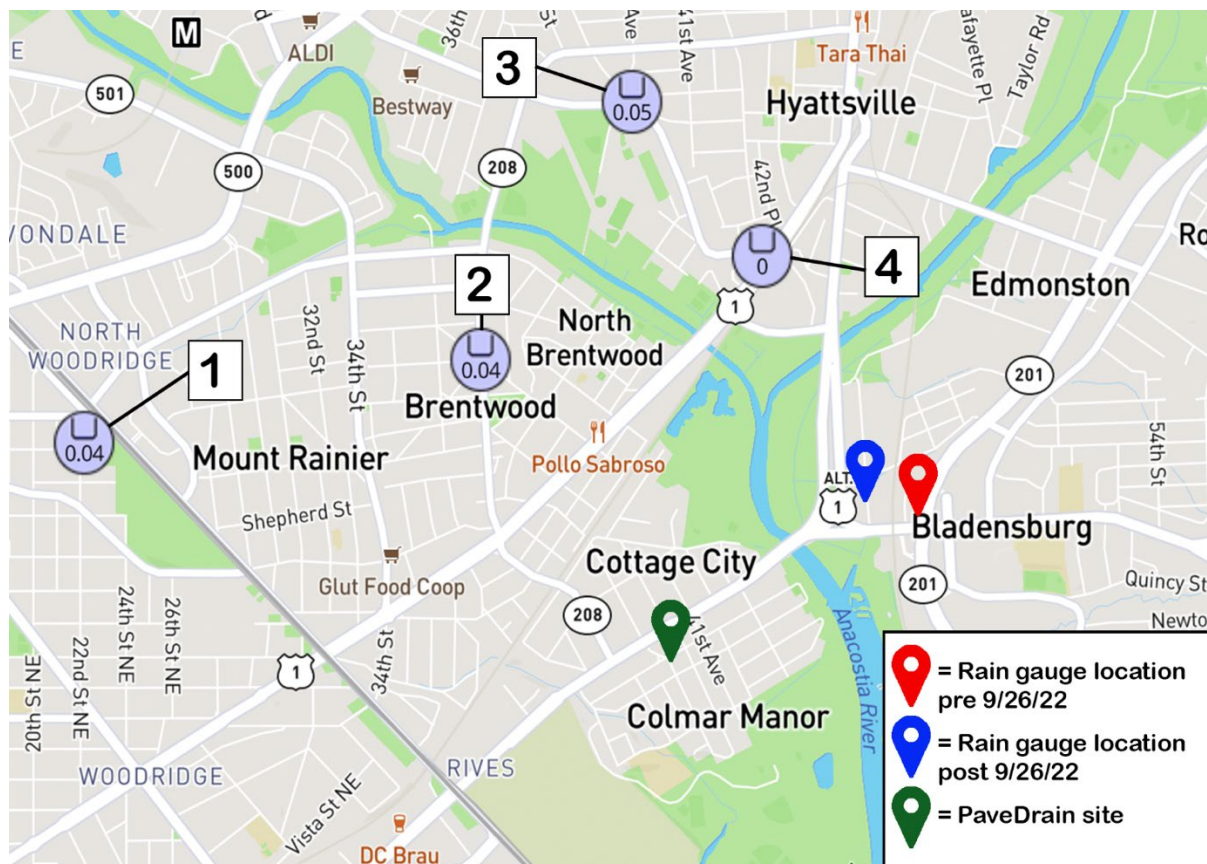 M
ALDI
36th
St
Ave
41st Ave
Tara Thai
afayette Pl
Taylor Rd
3
501
Bestway
0.05
Hyattsville
208
500
42nd Pl
VONDALE
2
0
4
Ro
Edmonston
1
NORTH
WOODRIDGE
32nd St
34th St
North
Brentwood
201
1
0.04
Brentwood
0.04
Mount Rainier
Pollo Sabroso
54th St
Shepherd St
ALT.
1
Bladensburg
Glut Food Coop
Cottage City
201
Quincy St
Newto
24th St NE
26th St NE
22nd St NE
20th St NE
34th St
208
41st Ave
Anacostia River
1
Colmar Manor
WOODRIDGE
RIVES
Vista St NE
DC Brau
= Rain gauge location
pre 9/26/22
= Rain gauge location
post 9/26/22
= PaveDrain site